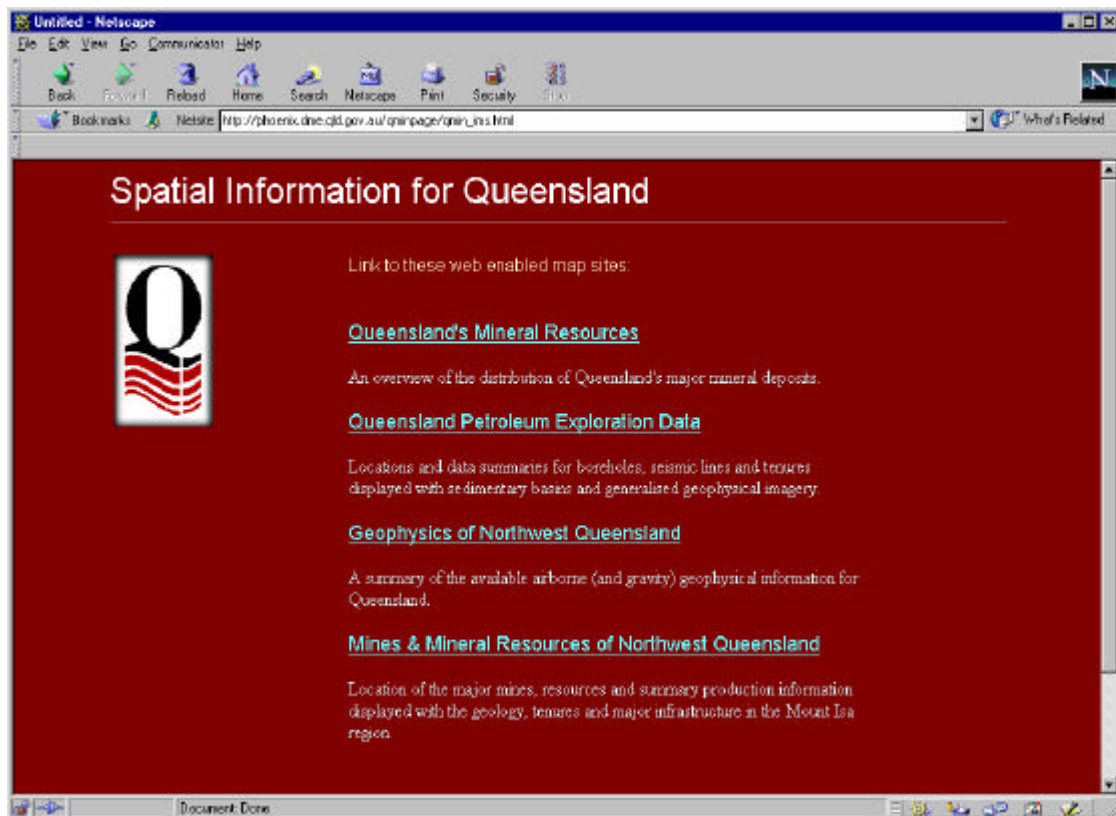 Untitled - Netscape
File Edit View Go Communicator Help
Back Forward Reload Home Search Netscape Print Security Stop
Bookmarks Netsite http://phoenix.dme.qld.gov.au/qminpage/qmin_ims.html What's Related
Spatial Information for Queensland
Q
Link to these web enabled map sites:
Queensland's Mineral Resources
An overview of the distribution of Queensland's major mineral deposits.
Queensland Petroleum Exploration Data
Locations and data summaries for boreholes, seismic lines and tenures
displayed with sedimentary basins and generalised geophysical imagery.
Geophysics of Northwest Queensland
A summary of the available airborne (and gravity) geophysical information for
Queensland.
Mines & Mineral Resources of Northwest Queensland
Location of the major mines, resources and summary production information
displayed with the geology, tenures and major infrastructure in the Mount Isa
region
Document: Done